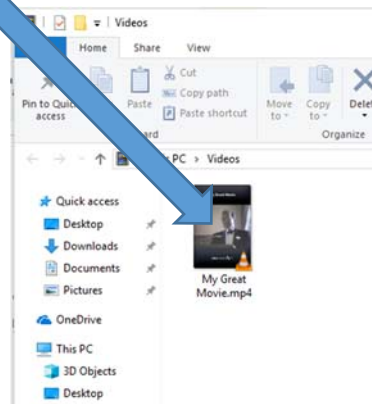 Videos
Home Share View
Cut
Copy path
Paste shortcut
Pin to Quick
access
Paste
Move
to
Copy
to
Organize
PC > Videos
Quick access
Desktop
Downloads
Documents
Pictures
OneDrive
This PC
3D Objects
Desktop
My Great
Movie.mp4